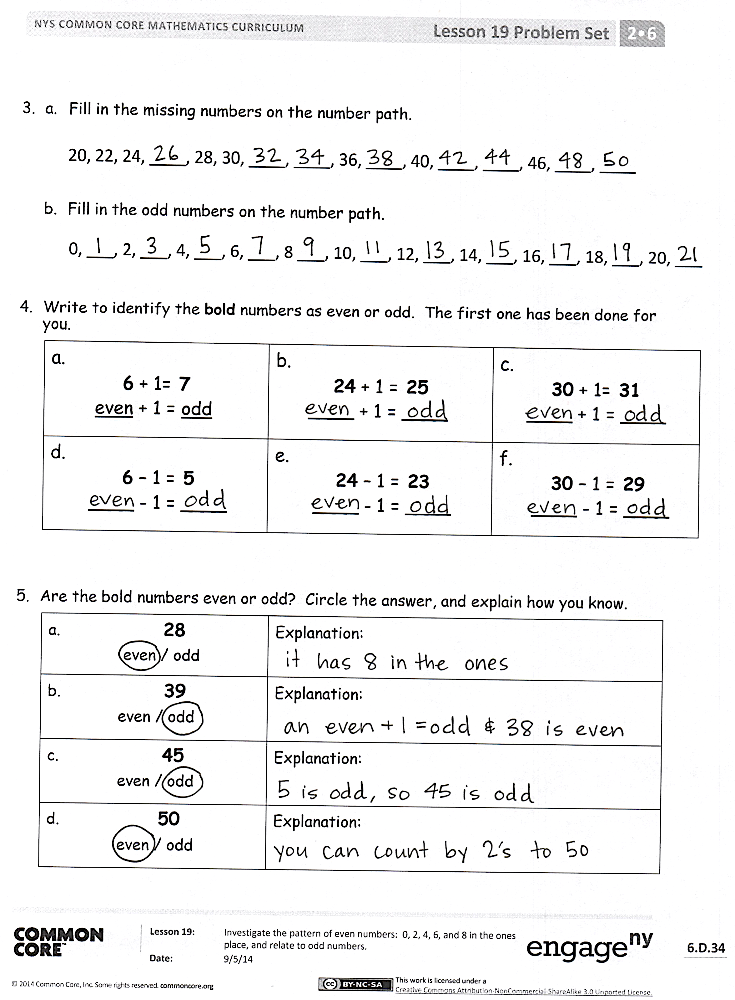 NYS COMMON CORE MATHEMATICS CURRICULUM
Lesson 19 Problem Set 2•6
3. a. Fill in the missing numbers on the number path.
20, 22, 24, 26, 28, 30, 32, 34, 36, 38, 40, 42, 44, 46, 48, 50
b. Fill in the odd numbers on the number path.
0, 1, 2, 3, 4, 5, 6, 7, 8 9, 10, 11, 12, 13, 14, 15, 16, 17, 18, 19, 20, 21
4. Write to identify the bold numbers as even or odd. The first one has been done for
you.
a.
6 + 1= 7
even + 1 = odd
b.
24 + 1 = 25
even + 1 = odd
c.
30 + 1= 31
even + 1 = odd
d.
6 - 1 = 5
even - 1 = odd
e.
24 - 1 = 23
even - 1 = odd
f.
30 - 1 = 29
even - 1 = odd
5. Are the bold numbers even or odd? Circle the answer, and explain how you know.
a. 28
even / odd
Explanation:
it has 8 in the ones
b. 39
even / odd
Explanation:
an even + 1 = odd & 38 is even
c. 45
even / odd
Explanation:
5 is odd, so 45 is odd
d. 50
even / odd
Explanation:
you can count by 2's to 50
COMMON
CORE™
Lesson 19:
Investigate the pattern of even numbers: 0, 2, 4, 6, and 8 in the ones
place, and relate to odd numbers.
Date:
9/5/14
engage ny
6.D.34
© 2014 Common Core, Inc. Some rights reserved. commoncore.org
cc BY-NC-SA
This work is licensed under a
Creative Commons Attribution-NonCommercial-ShareAlike 3.0 Unported License.